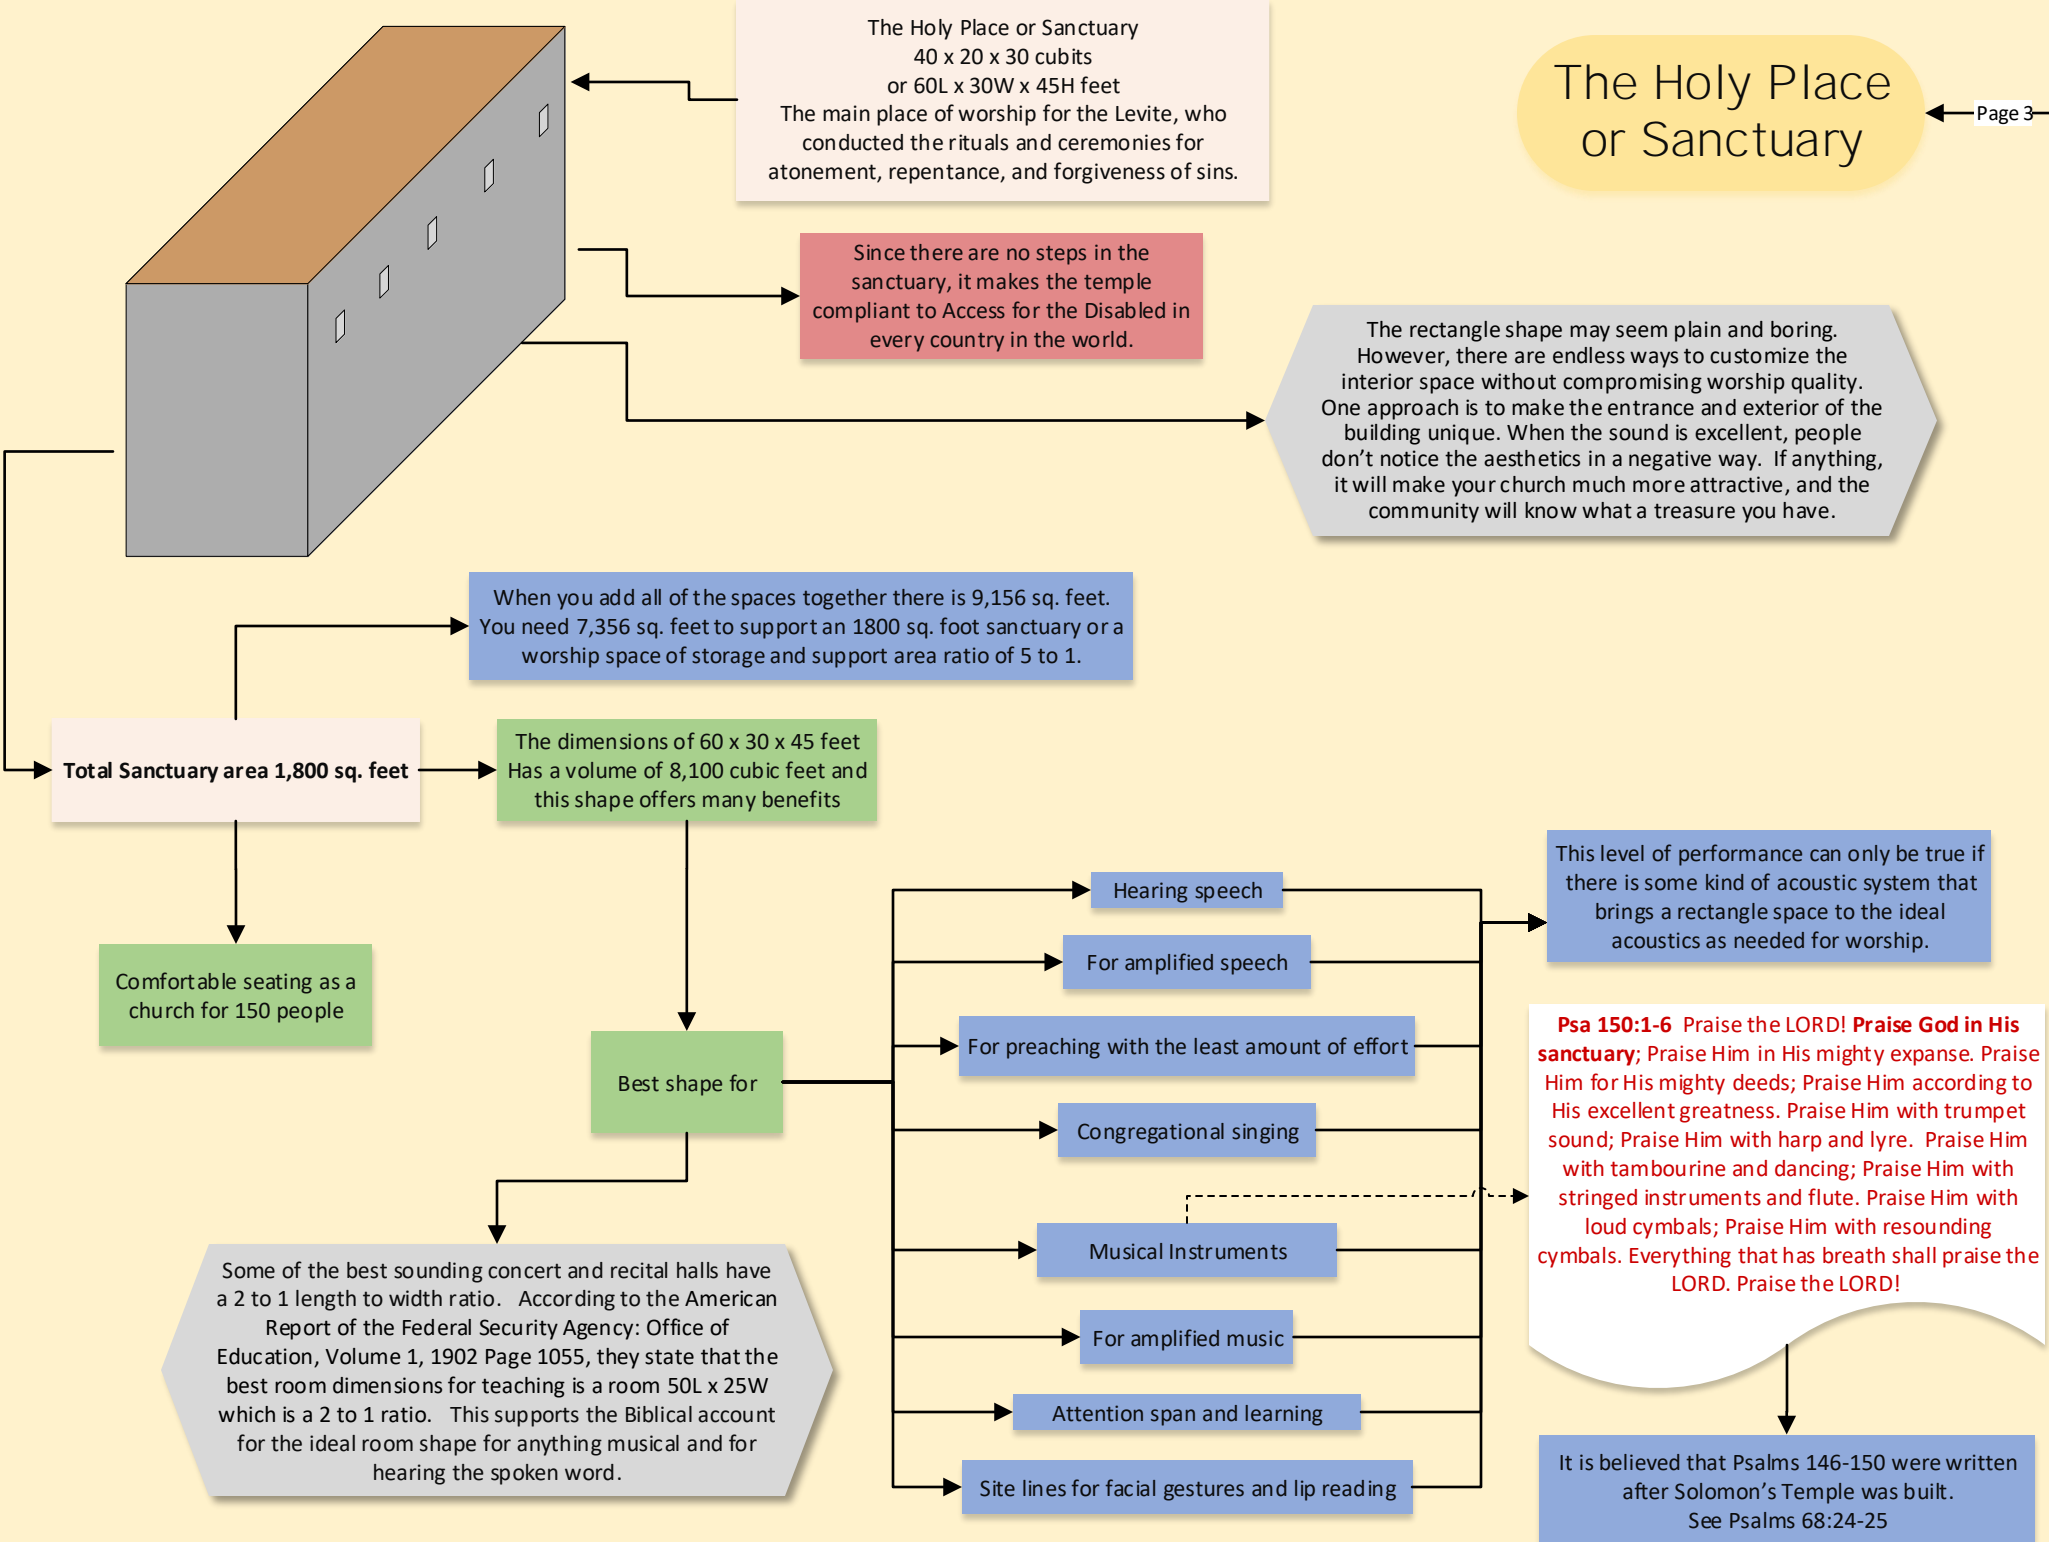 The Holy Place or Sanctuary
40 x 20 x 30 cubits
or 60L x 30W x 45H feet
The main place of worship for the Levite, who
conducted the rituals and ceremonies for
atonement, repentance, and forgiveness of sins.
The Holy Place
or Sanctuary
Page 3
Since there are no steps in the
sanctuary, it makes the temple
compliant to Access for the Disabled in
every country in the world.
The rectangle shape may seem plain and boring.
However, there are endless ways to customize the
interior space without compromising worship quality.
One approach is to make the entrance and exterior of the
building unique. When the sound is excellent, people
don’t notice the aesthetics in a negative way. If anything,
it will make your church much more attractive, and the
community will know what a treasure you have.
When you add all of the spaces together there is 9,156 sq. feet.
You need 7,356 sq. feet to support an 1800 sq. foot sanctuary or a
worship space of storage and support area ratio of 5 to 1.
Total Sanctuary area 1,800 sq. feet
The dimensions of 60 x 30 x 45 feet
Has a volume of 8,100 cubic feet and
this shape offers many benefits
Comfortable seating as a
church for 150 people
Best shape for
Hearing speech
For amplified speech
For preaching with the least amount of effort
Congregational singing
Musical Instruments
For amplified music
Attention span and learning
Site lines for facial gestures and lip reading
This level of performance can only be true if
there is some kind of acoustic system that
brings a rectangle space to the ideal
acoustics as needed for worship.
Psa 150:1-6 Praise the LORD! Praise God in His
sanctuary; Praise Him in His mighty expanse. Praise
Him for His mighty deeds; Praise Him according to
His excellent greatness. Praise Him with trumpet
sound; Praise Him with harp and lyre. Praise Him
with tambourine and dancing; Praise Him with
stringed instruments and flute. Praise Him with
loud cymbals; Praise Him with resounding
cymbals. Everything that has breath shall praise the
LORD. Praise the LORD!
Some of the best sounding concert and recital halls have
a 2 to 1 length to width ratio. According to the American
Report of the Federal Security Agency: Office of
Education, Volume 1, 1902 Page 1055, they state that the
best room dimensions for teaching is a room 50L x 25W
which is a 2 to 1 ratio. This supports the Biblical account
for the ideal room shape for anything musical and for
hearing the spoken word.
It is believed that Psalms 146-150 were written
after Solomon’s Temple was built.
See Psalms 68:24-25